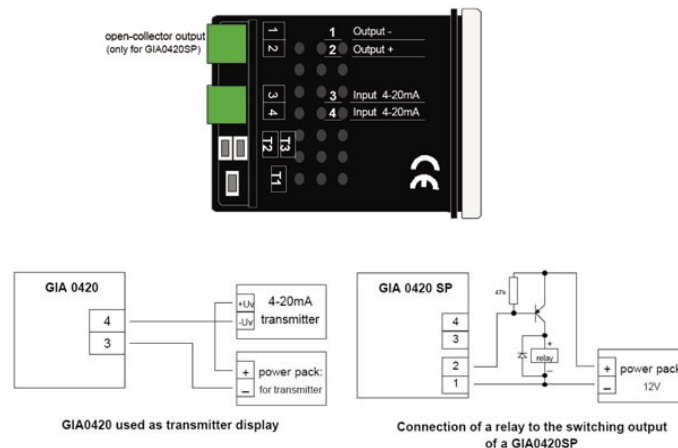 open-collector output
(only for GIA0420SP)
1
2
3
4
T2
T3
T1
1 Output -
2 Output +
3 Input 4-20mA
4 Input 4-20mA
CE
GIA 0420
4
3
+Uv
-Uv
4-20mA
transmitter
+
-
power pack:
for transmitter
GIA0420 used as transmitter display
GIA 0420 SP
4
3
2
1
47k
+
relay
-
+
-
power pack
12V
Connection of a relay to the switching output
of a GIA0420SP